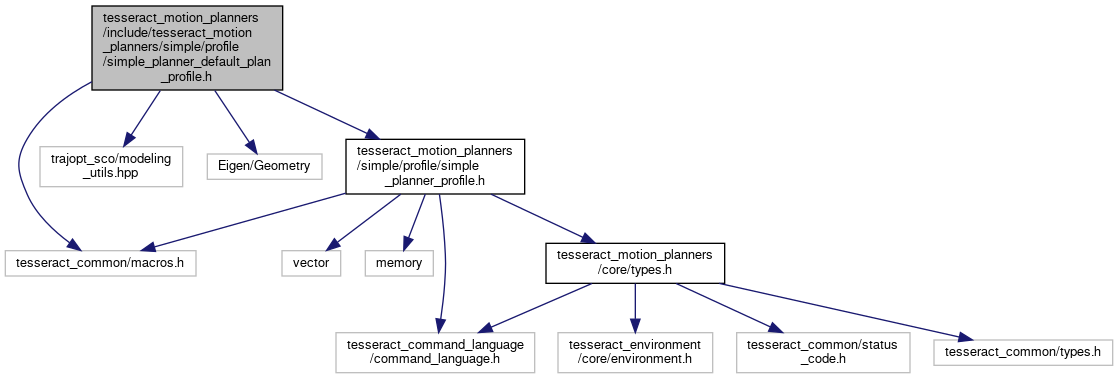 tesseract_motion_planners
/include/tesseract_motion
_planners/simple/profile
/simple_planner_default_plan
_profile.h
trajopt_sco/modeling
_utils.hpp
Eigen/Geometry
tesseract_motion_planners
/simple/profile/simple
_planner_profile.h
tesseract_common/macros.h
vector
memory
tesseract_motion_planners
/core/types.h
tesseract_command_language
/command_language.h
tesseract_environment
/core/environment.h
tesseract_common/status
_code.h
tesseract_common/types.h